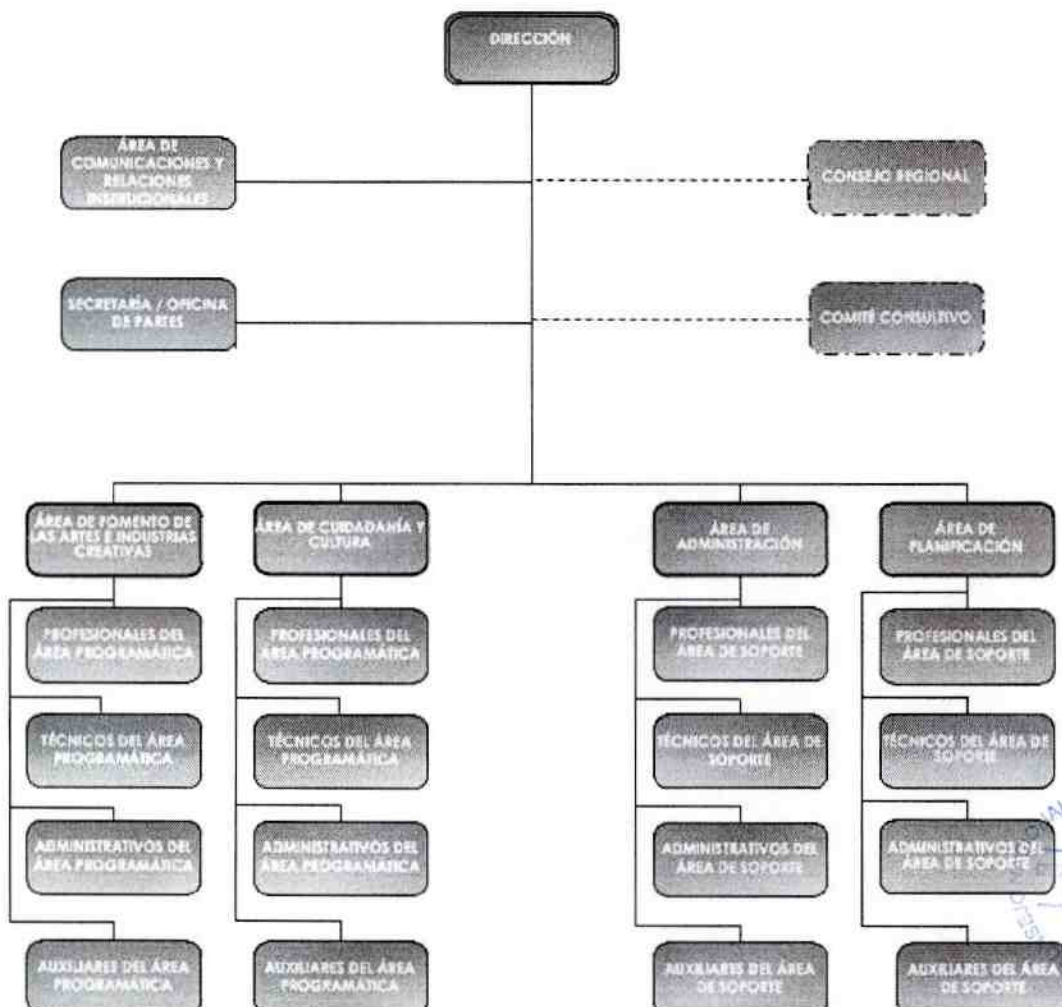 DIRECCIÓN
ÁREA DE
COMUNICACIONES Y
RELACIONES
INSTITUCIONALES
CONSEJO REGIONAL
SECRETARÍA / OFICINA
DE PARTES
COMITÉ CONSULTIVO
ÁREA DE FOMENTO DE
LAS ARTES E INDUSTRIAS
CREATIVAS
ÁREA DE CUIDADANÍA Y
CULTURA
ÁREA DE
ADMINISTRACIÓN
ÁREA DE
PLANIFICACIÓN
PROFESIONALES DEL
ÁREA PROGRAMÁTICA
PROFESIONALES DEL
ÁREA PROGRAMÁTICA
PROFESIONALES DEL
ÁREA DE SOPORTE
PROFESIONALES DEL
ÁREA DE SOPORTE
TÉCNICOS DEL ÁREA
PROGRAMÁTICA
TÉCNICOS DEL ÁREA
PROGRAMÁTICA
TÉCNICOS DEL ÁREA DE
SOPORTE
TÉCNICOS DEL ÁREA DE
SOPORTE
ADMINISTRATIVOS DEL
ÁREA PROGRAMÁTICA
ADMINISTRATIVOS DEL
ÁREA PROGRAMÁTICA
ADMINISTRATIVOS DEL
ÁREA DE SOPORTE
ADMINISTRATIVOS DEL
ÁREA DE SOPORTE
AUXILIARES DEL ÁREA
PROGRAMÁTICA
AUXILIARES DEL ÁREA
PROGRAMÁTICA
AUXILIARES DEL ÁREA
DE SOPORTE
AUXILIARES DEL ÁREA
DE SOPORTE